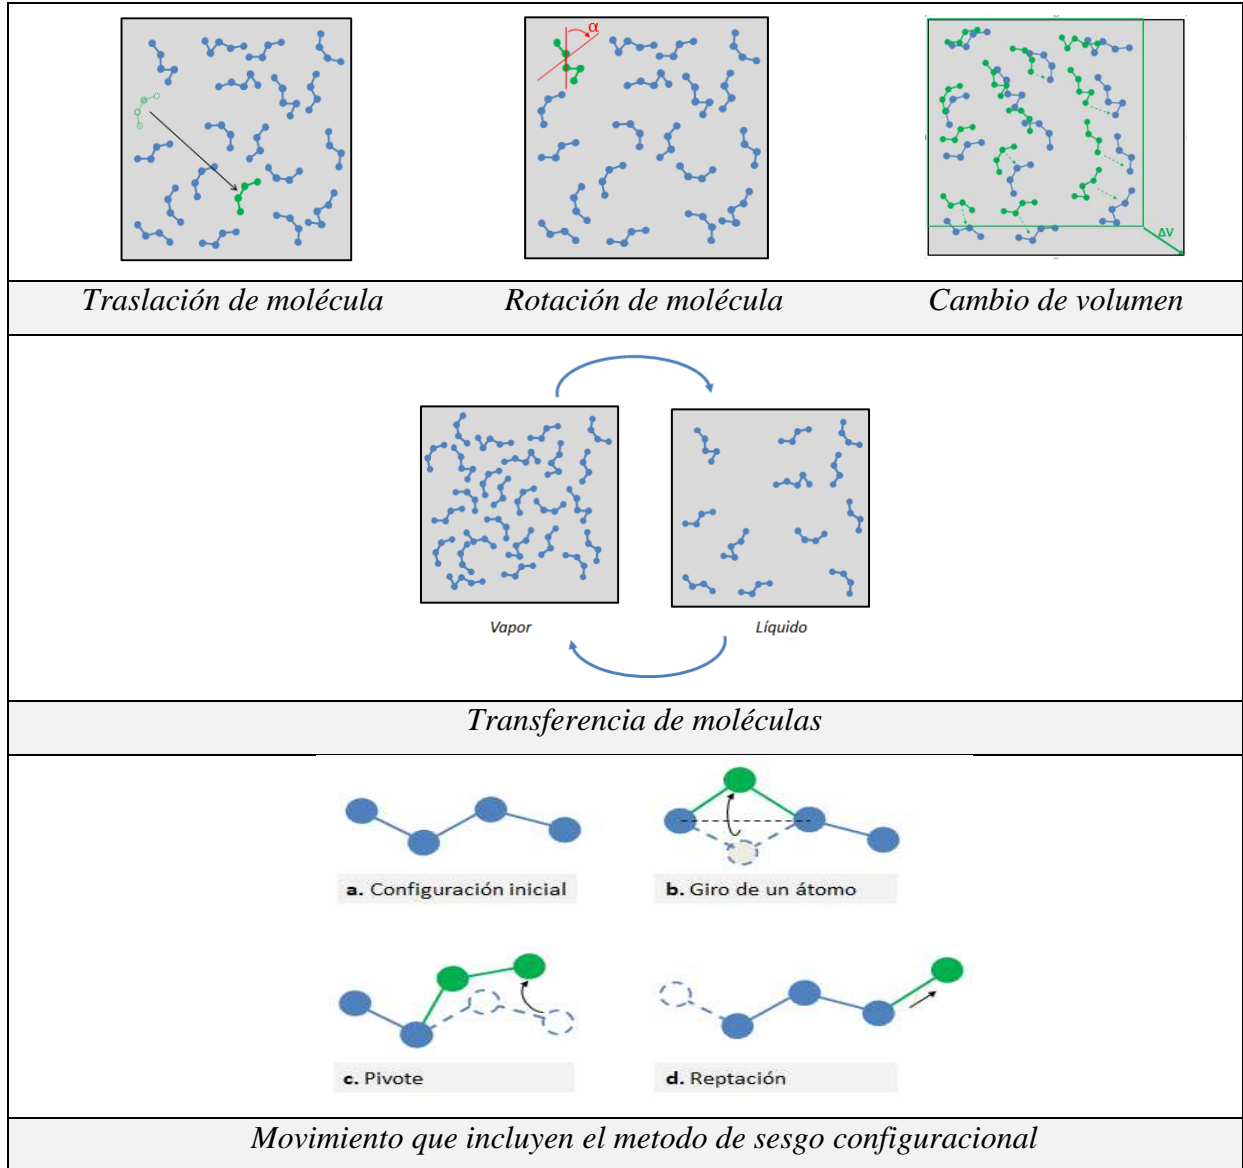 α
ΔV
Traslación de molécula
Rotación de molécula
Cambio de volumen
Vapor
Líquido
Transferencia de moléculas
a. Configuración inicial
b. Giro de un átomo
c. Pivote
d. Reptación
Movimiento que incluyen el metodo de sesgo configuracional